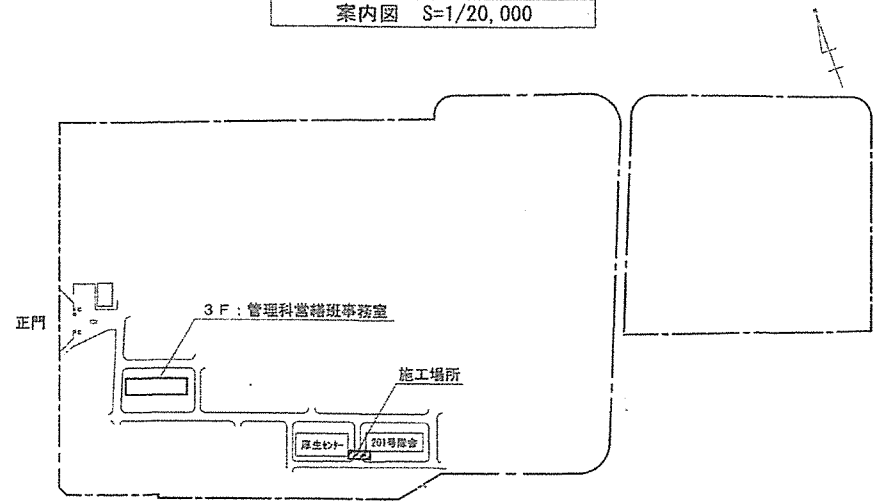 案内図 S=1/20,000
3F:管理科営繕班事務室
正門
施工場所
厚生センター
201号隊舎